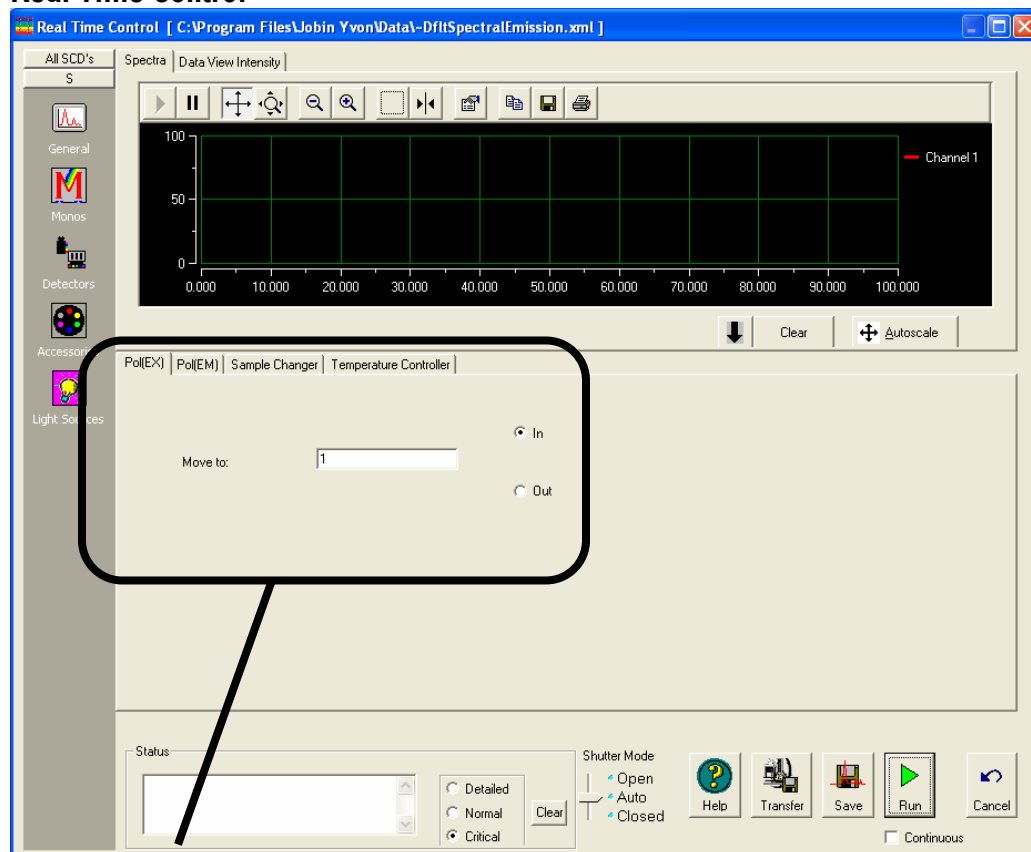 Real Time Control [ C:\Program Files\Jobin Yvon\Data\~DfltSpectralEmission.xml ]
All SCD's
S
General
Monos
Detectors
Light Sources
Spectra
Data View Intensity
100
50
0
Channel 1
0.000 10.000 20.000 30.000 40.000 50.000 60.000 70.000 80.000 90.000 100.000
Clear
Autoscale
Pol(EX)
Pol(EM)
Sample Changer
Temperature Controller
Move to:
1
In
Out
Status
Detailed
Normal
Critical
Clear
Shutter Mode
Open
Auto
Closed
Help
Transfer
Save
Run
Cancel
Continuous